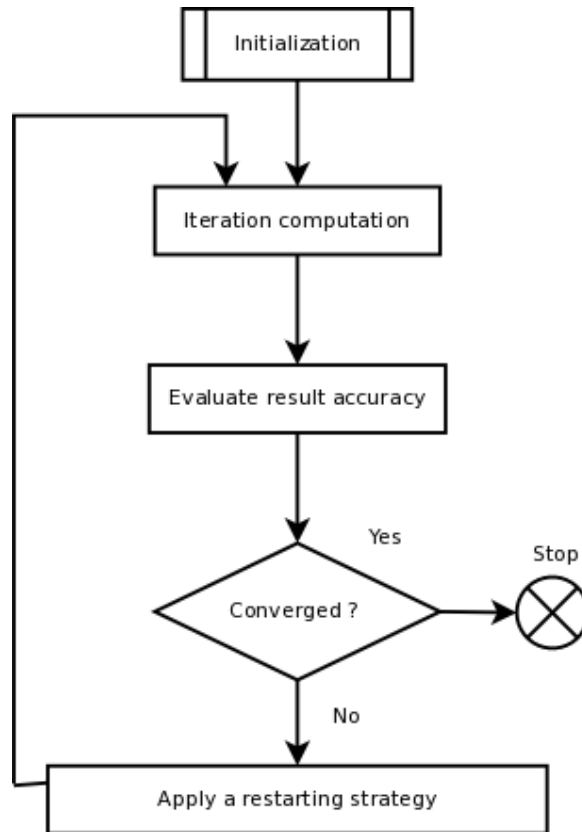 Initialization
Iteration computation
Evaluate result accuracy
Yes
Stop
Converged ?
No
Apply a restarting strategy